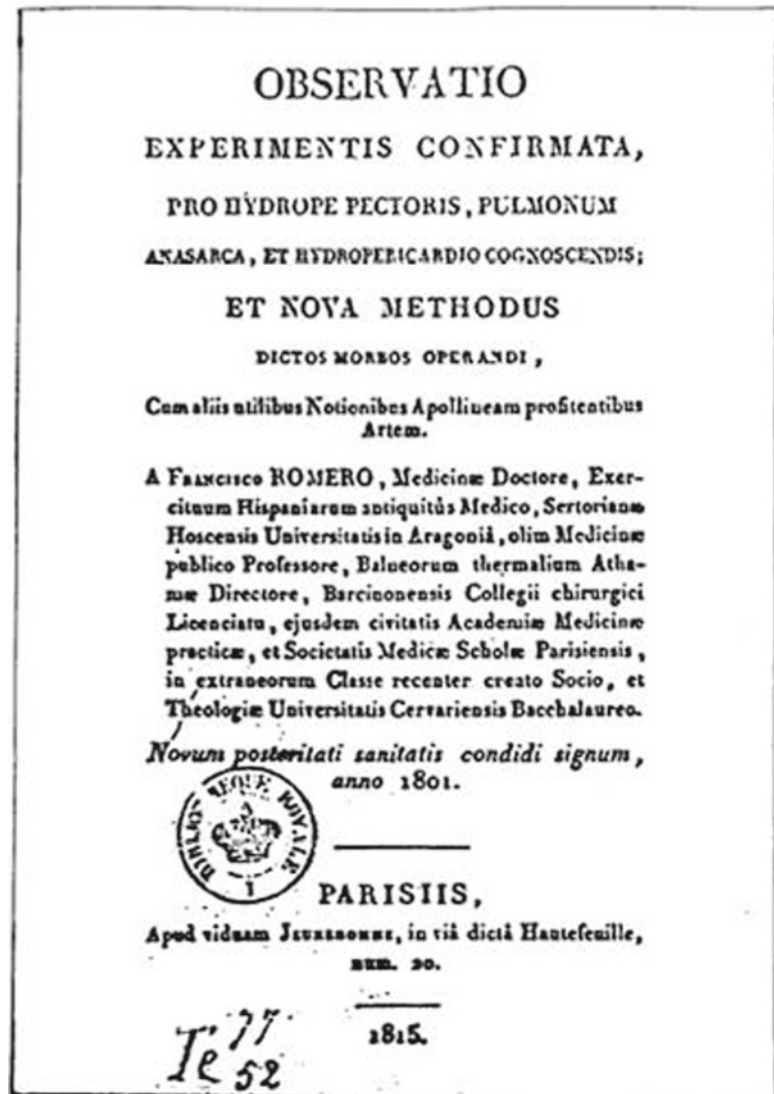 OBSERVATIO
EXPERIMENTIS CONFIRMATA,
PRO HYDROPE PECTORIS, PULMONUM
ANASARCA, ET HYDROPERICARDIO COGNOSCENDIS;
ET NOVA METHODUS
DICTOS MORBOS OPERANDI,
Cum aliis utilibus Notionibus Apollineam profitentibus
Artem.
A FRANCISCO ROMERO, Medicinæ Doctore, Exer-
cituum Hispaniarum antiquitùs Medico, Sertorianæ
Hoscensis Universitatis in Aragoniâ, olim Medicinæ
publico Professore, Balneorum thermalium Atha-
mæ Directore, Barcinonensis Collegii chirurgici
Licenciatu, ejusdem civitatis Academiæ Medicinæ
practicæ, et Societatis Medicæ Scholæ Parisiensis,
in extraneorum Classe recenter creato Socio, et
Theologiæ Universitatis Cervariensis Bacchalaureo.
Novum posteritati sanitatis condidi signum,
anno 1801.
BIBLIOTHEQUE ROYALE
I
PARISIIS,
Apud viduam JEUNEHOMME, in viâ dictâ Hautefeuille,
NUM. 20.
1815.
Te 77
52